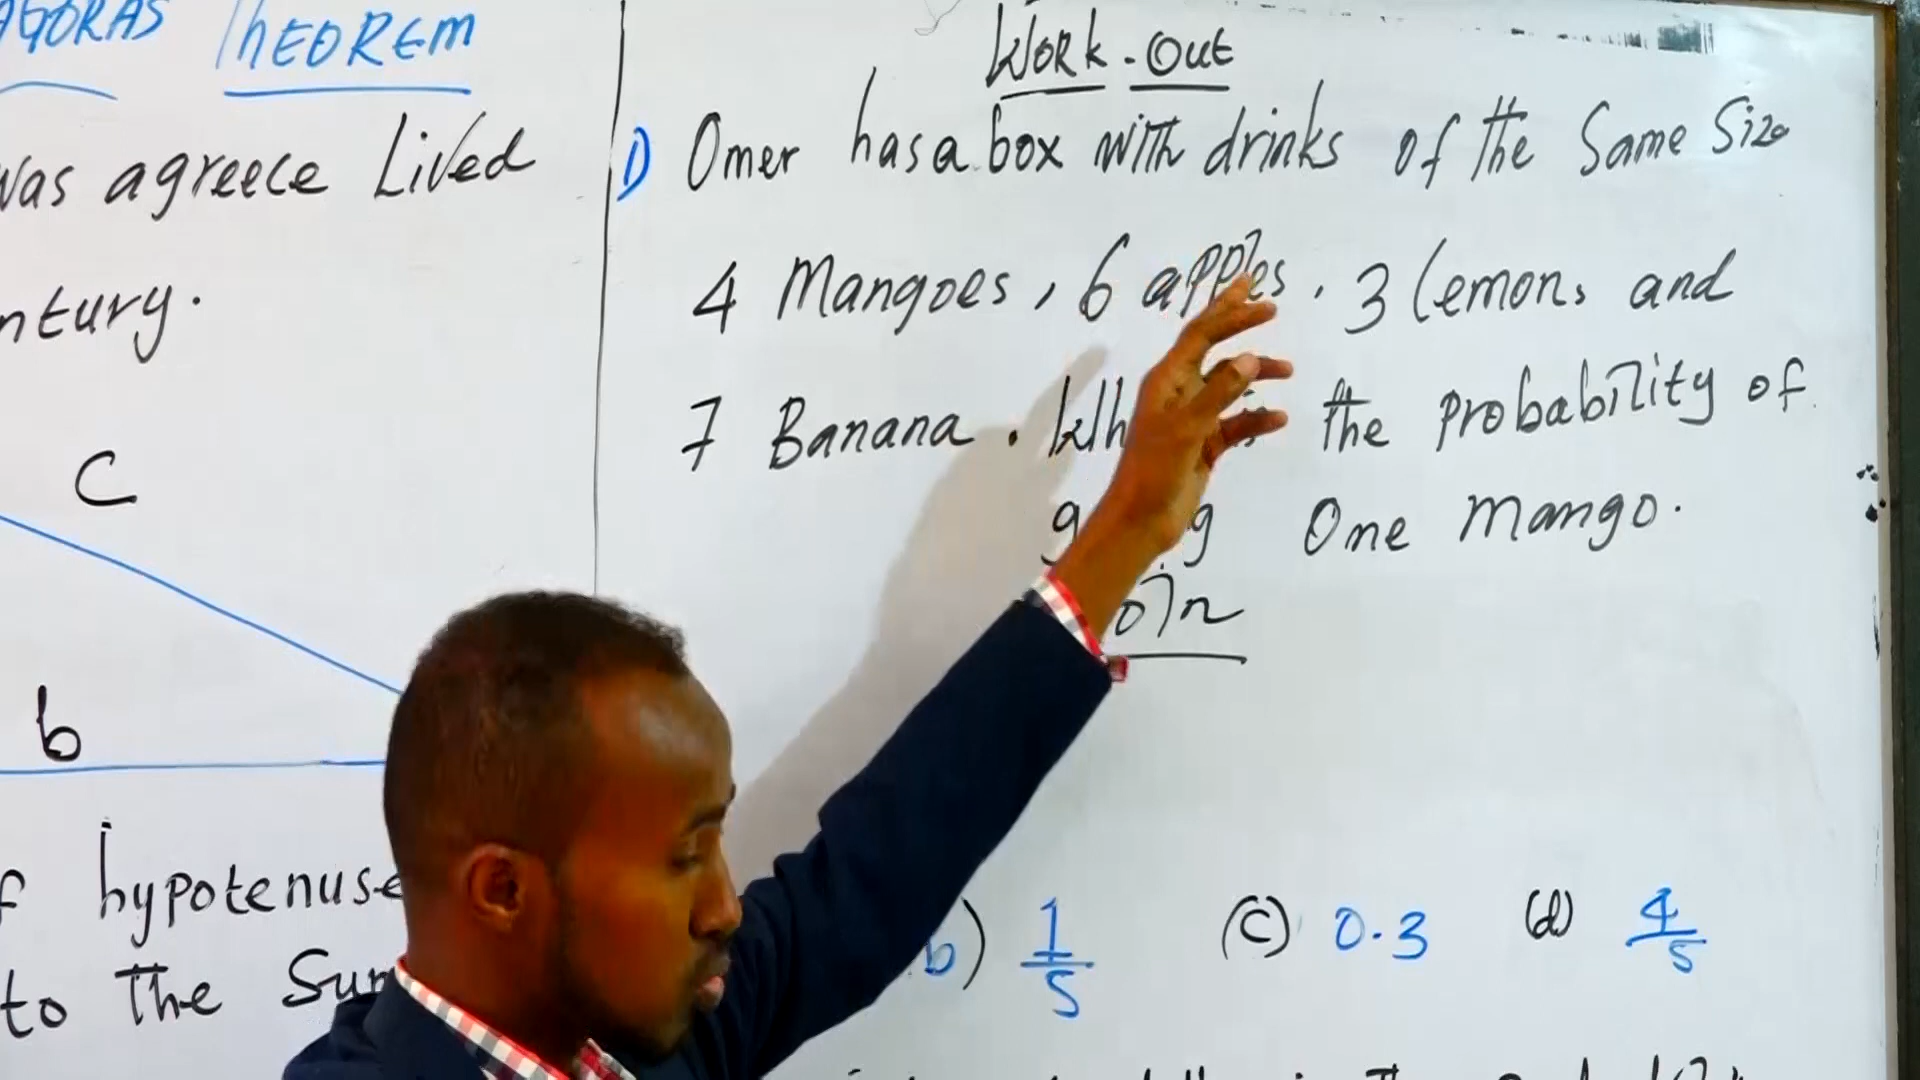 THEOREM
was agreece Lived
ntury.
c
b
hypotenuse
to The Sum
Work-Out
1) Omer has a box with drinks of the Same Size
4 Mangoes, 6 apples, 3 lemons and
7 Banana. the probability of
One mango.
b) 1/5 (c) 0.3 (d) 4/5